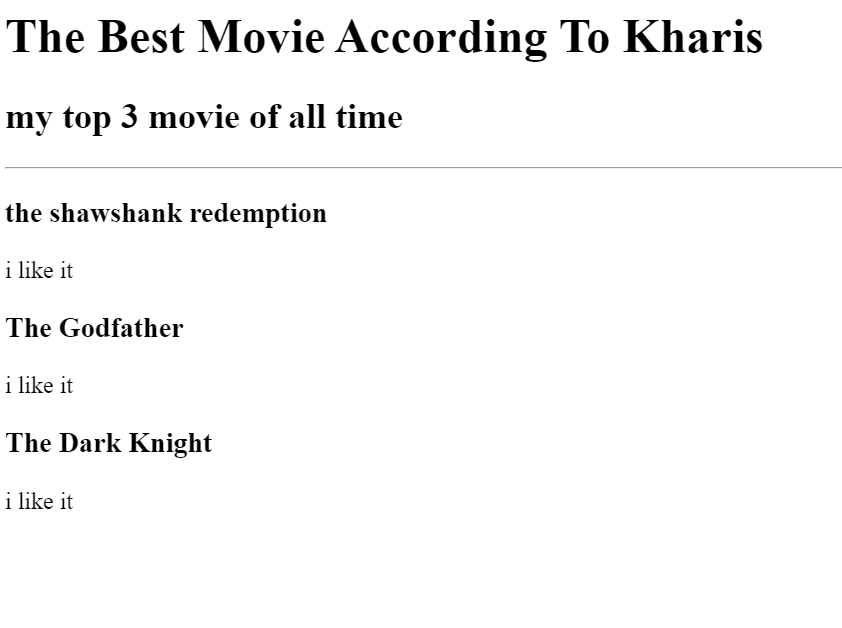 The Best Movie According To Kharis
my top 3 movie of all time
the shawshank redemption
i like it
The Godfather
i like it
The Dark Knight
i like it